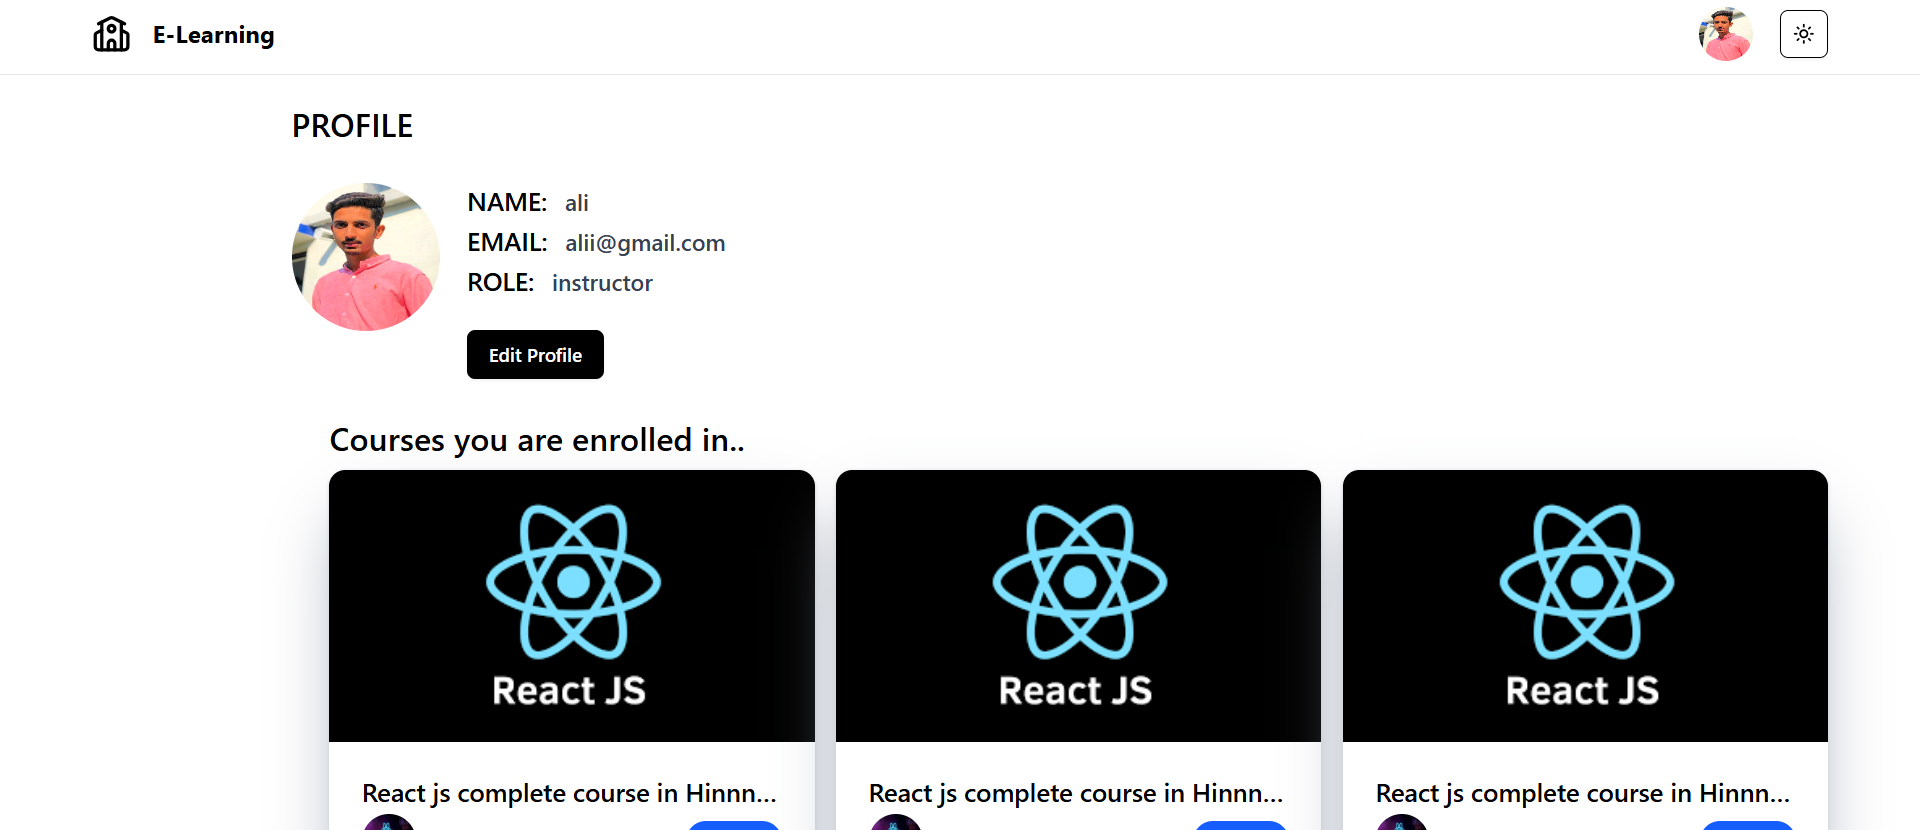 E-Learning
PROFILE
NAME: ali
EMAIL: alii@gmail.com
ROLE: instructor
Edit Profile
Courses you are enrolled in..
React JS
React JS
React JS
React js complete course in Hinnn...
React js complete course in Hinnn...
React js complete course in Hinnn...